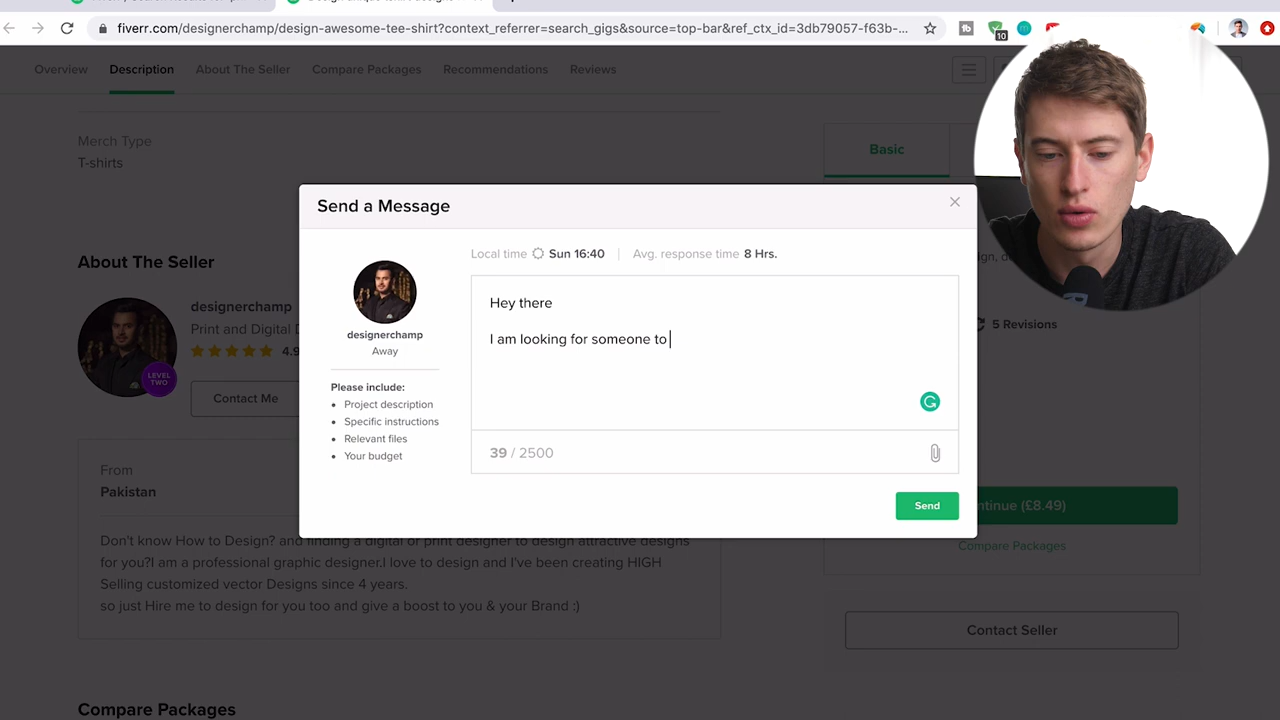 fiverr.com/designerchamp/design-awesome-tee-shirt?context_referrer=search_gigs&source=top-bar&ref_ctx_id=3db79057-f63b-...
10
Overview Description About The Seller Compare Packages Recommendations Reviews
Merch Type
T-shirts
Basic
Send a Message
Local time Sun 16:40 | Avg. response time 8 Hrs.
Hey there
I am looking for someone to
designerchamp
Away
Please include:
Project description
Specific instructions
Relevant files
Your budget
39 / 2500
Send
About The Seller
designerchamp
Print and Digital D
4.9
LEVEL
TWO
Contact Me
5 Revisions
From
Pakistan
Don't know How to Design? and finding a digital or print designer to design attractive designs
for you?I am a professional graphic designer,I love to design and I've been creating HIGH
Selling customized vector Designs since 4 years.
so just Hire me to design for you too and give a boost to you & your Brand :)
ntinue (£8.49)
Compare Packages
Contact Seller
Compare Packages